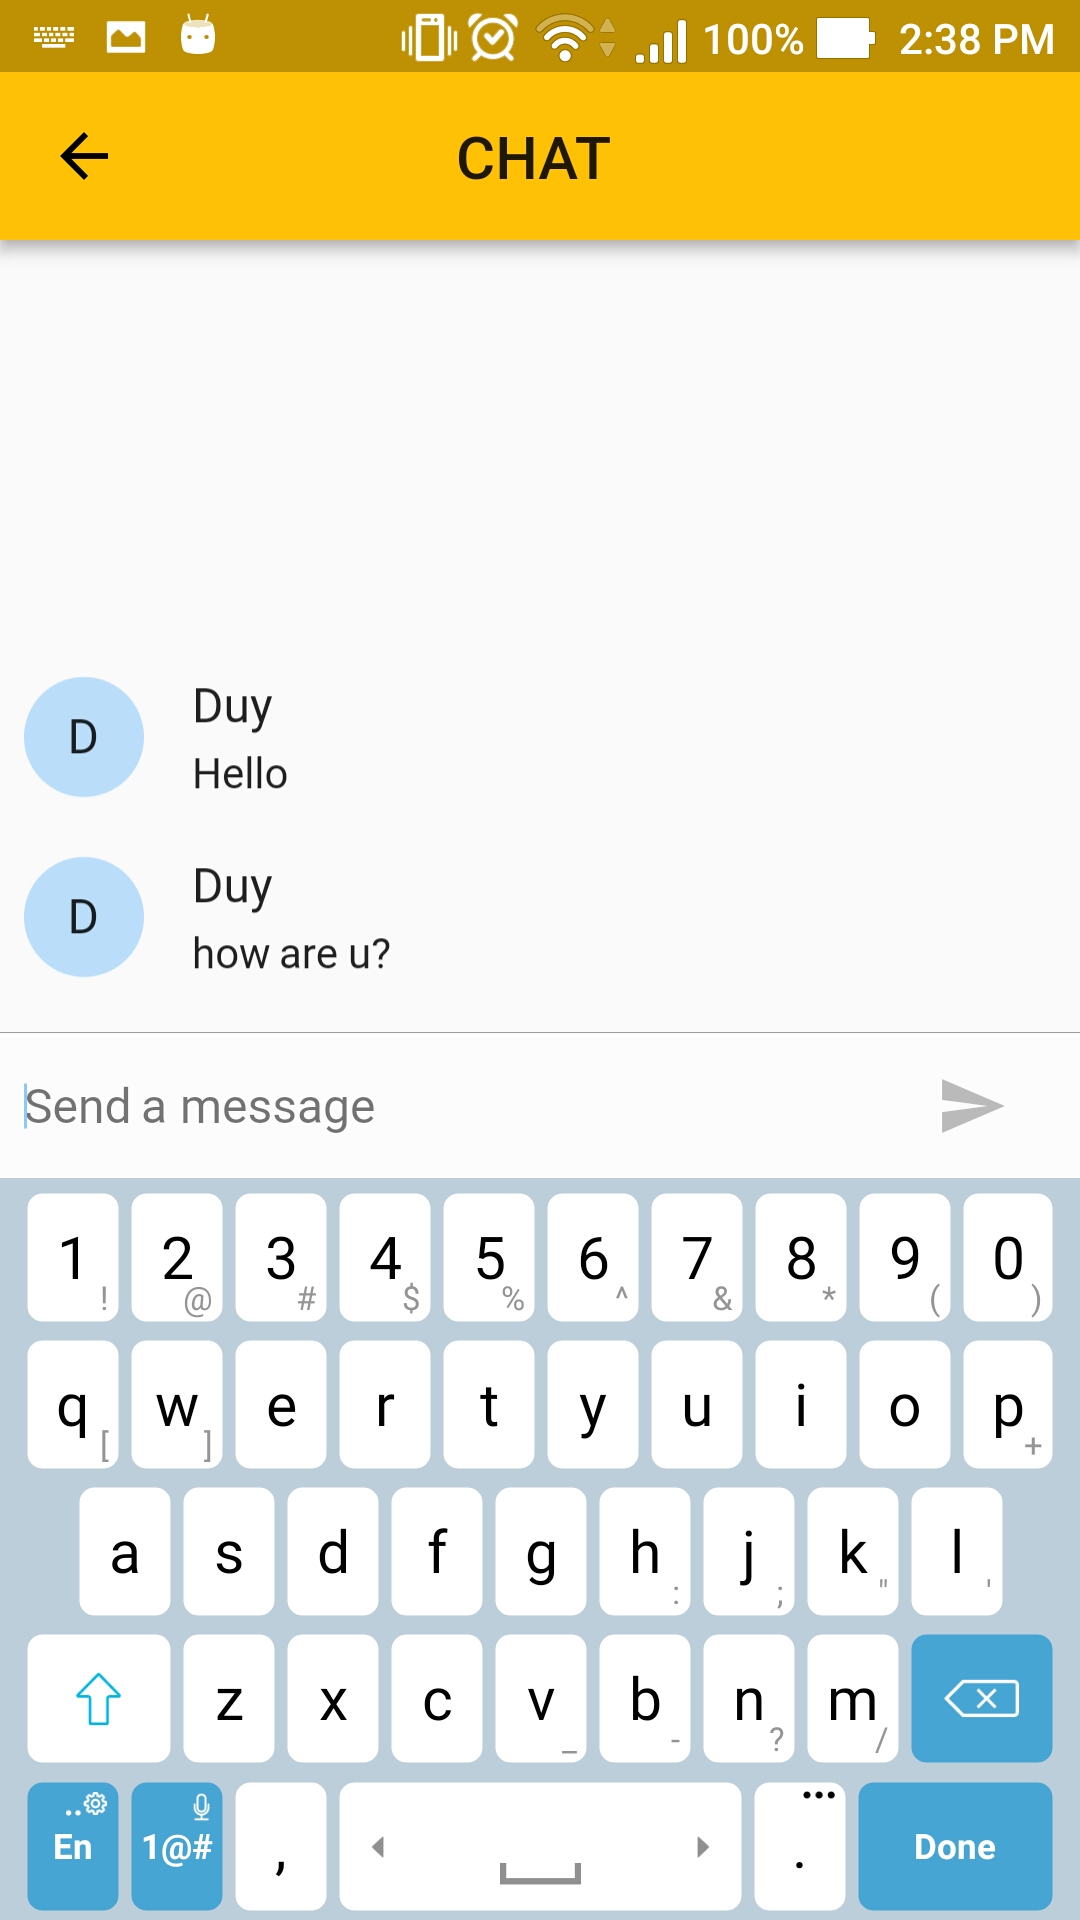 100% 2:38 PM
CHAT
D
Duy
Hello
D
Duy
how are u?
Send a message
1 ! 2 @ 3 # 4 $ 5 % 6 ^ 7 & 8 * 9 ( 0 )
q [ w ] e r t y u i o p +
a s d f g h : j ; k " l '
z x c v _ b - n ? m /
En 1@# , . Done